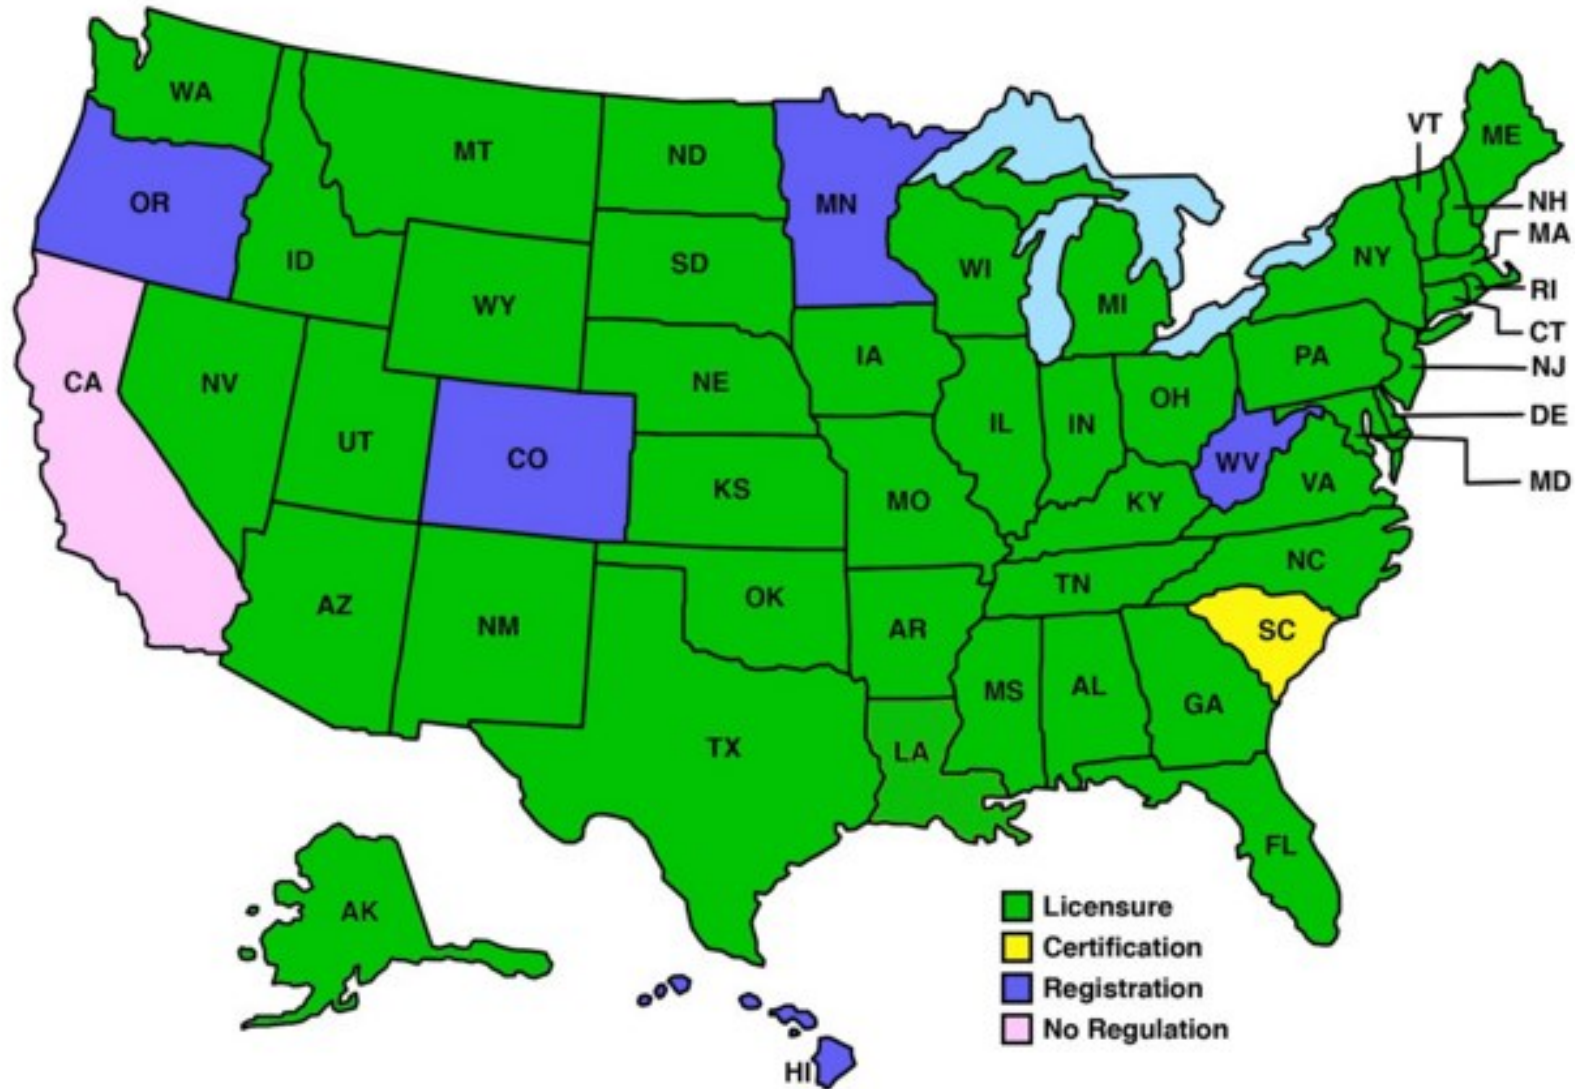 WA
MT
ND
MN
VT
ME
OR
ID
SD
WI
MI
NY
NH
MA
RI
CT
WY
IA
PA
NJ
CA
NV
NE
IL
IN
OH
DE
UT
CO
KS
MO
KY
WV
VA
MD
AZ
NM
OK
AR
TN
NC
SC
MS
AL
GA
TX
LA
FL
AK
HI
Licensure
Certification
Registration
No Regulation